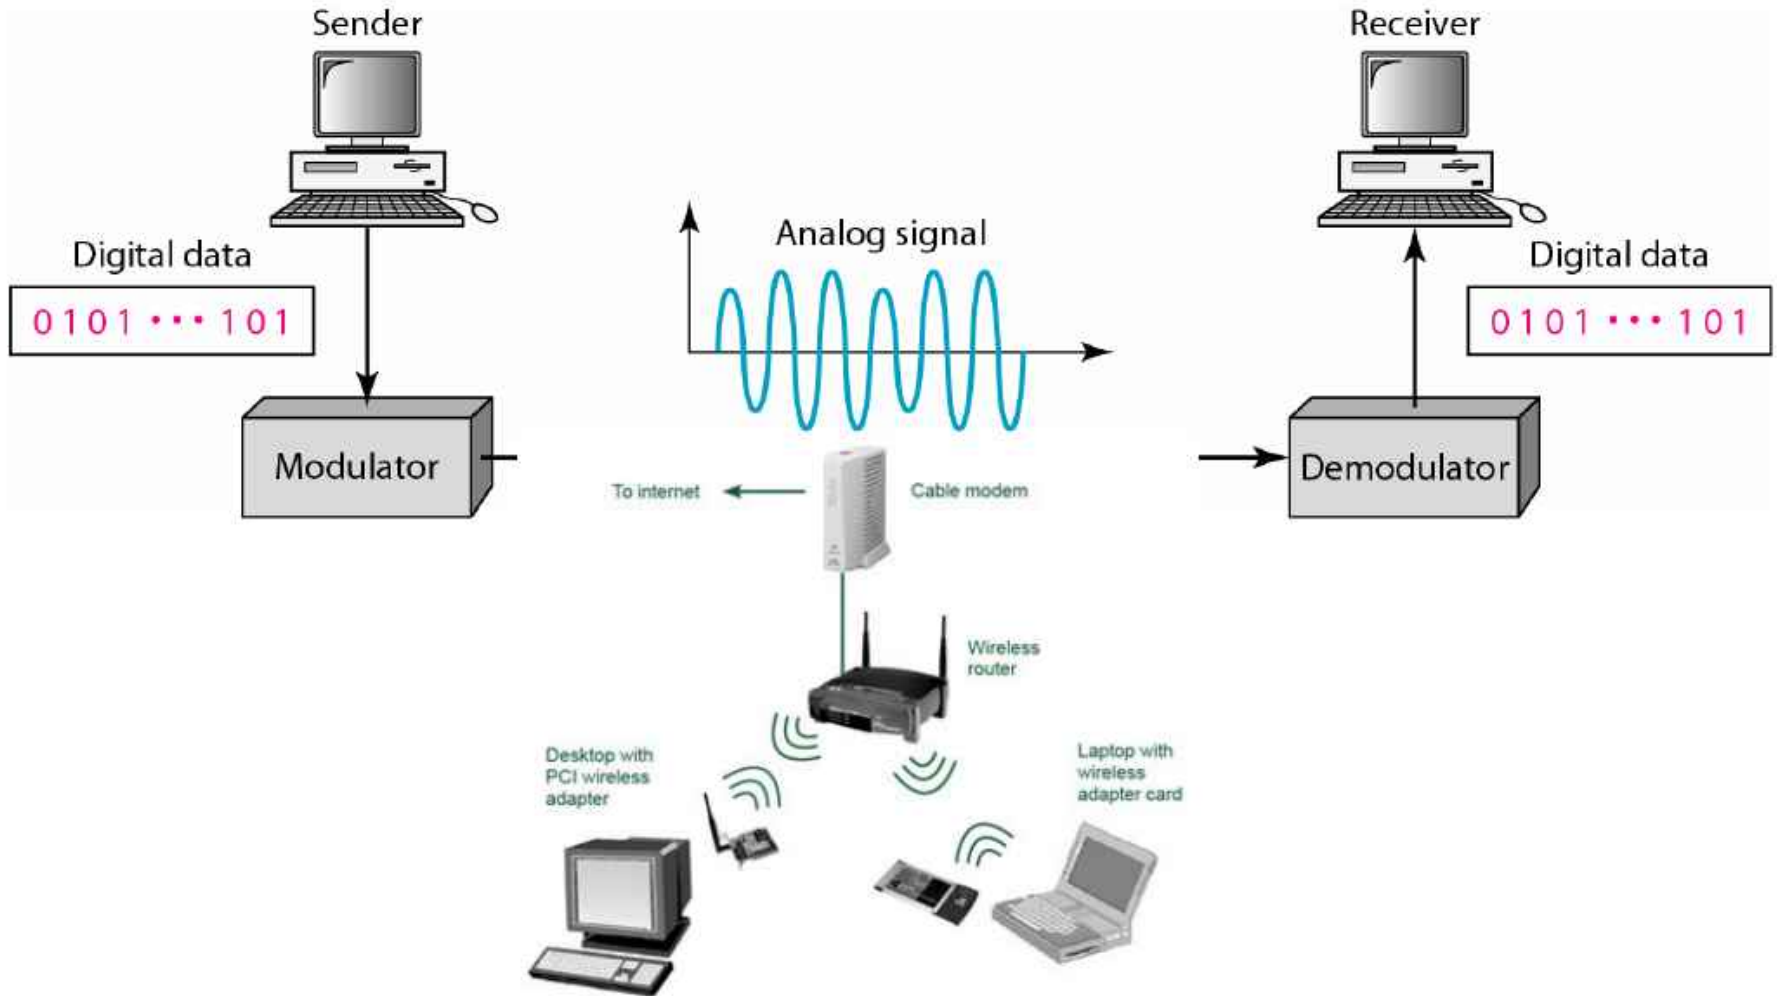 Sender
Receiver
Analog signal
Digital data
0101 ··· 101
Digital data
0101 ··· 101
Modulator
Demodulator
To internet
Cable modem
Wireless
router
Desktop with
PCI wireless
adapter
Laptop with
wireless
adapter card